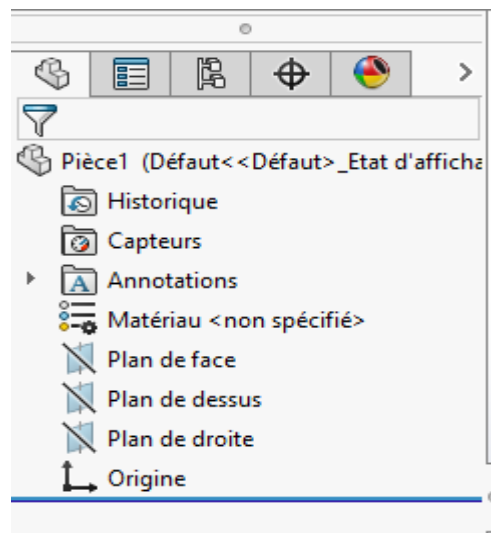 Pièce1 (Défaut<<Défaut>_Etat d'afficha
Historique
Capteurs
Annotations
Matériau <non spécifié>
Plan de face
Plan de dessus
Plan de droite
Origine